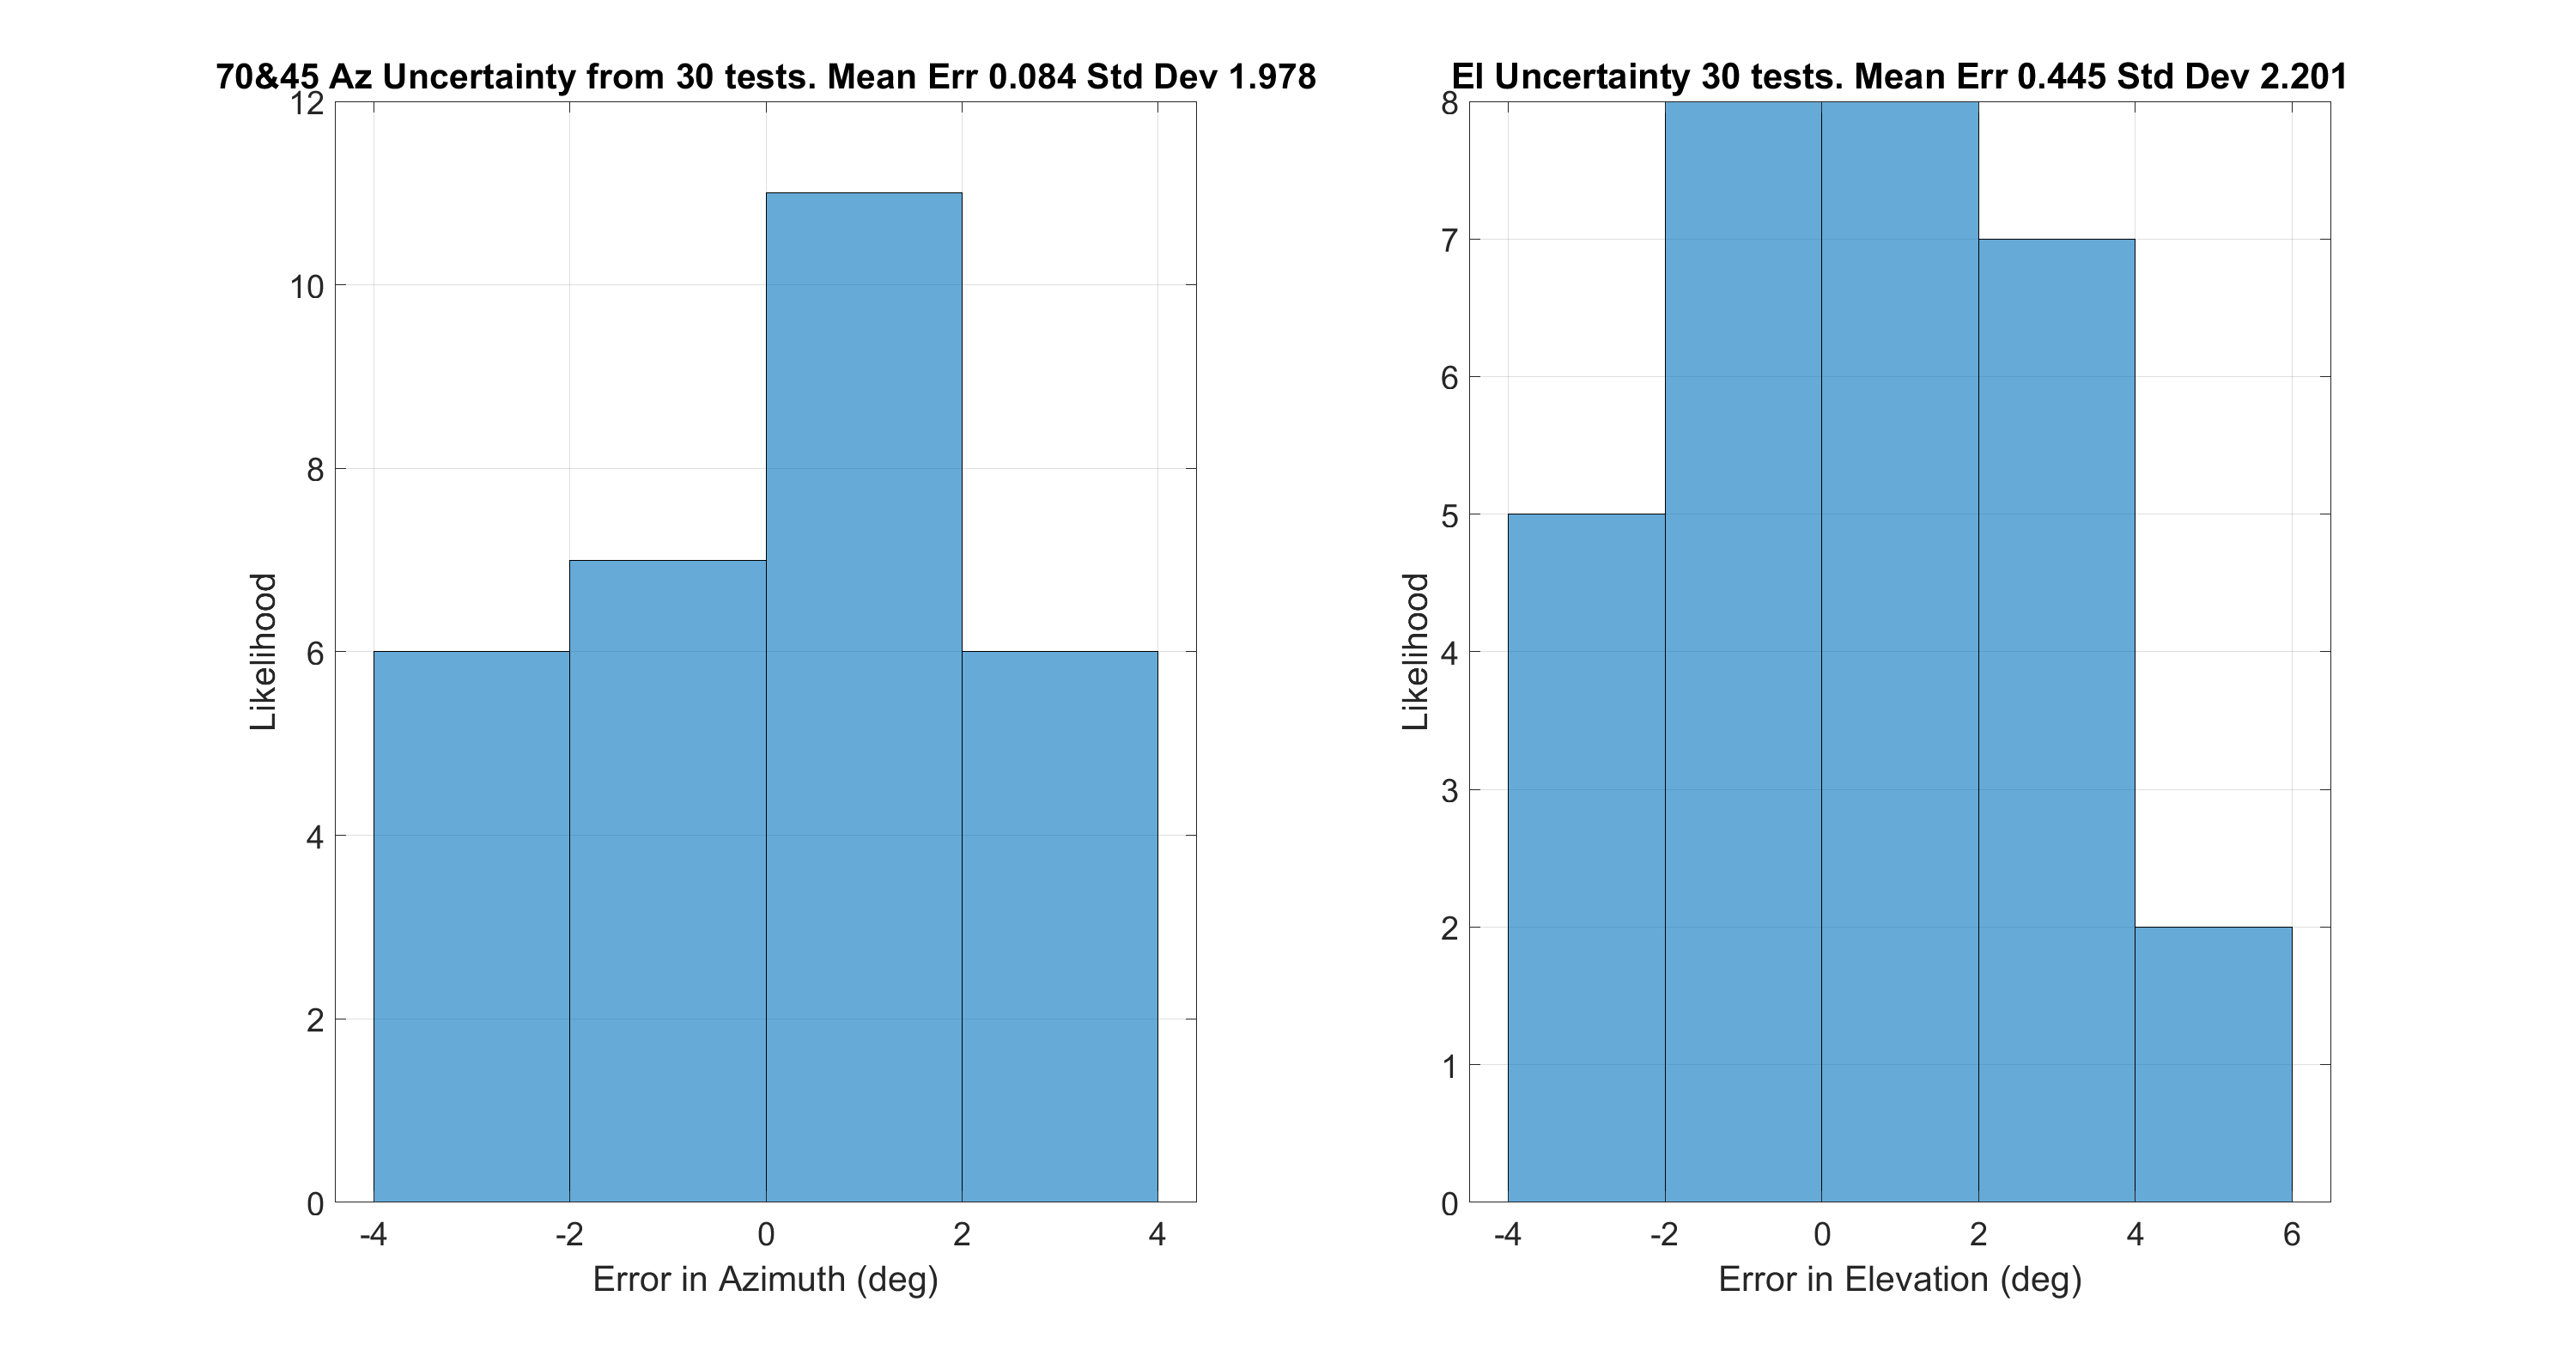 70&45 Az Uncertainty from 30 tests. Mean Err 0.084 Std Dev 1.978
12
10
8
6
4
2
0
Likelihood
-4 -2 0 2 4
Error in Azimuth (deg)
El Uncertainty 30 tests. Mean Err 0.445 Std Dev 2.201
8
7
6
5
4
3
2
1
0
Likelihood
-4 -2 0 2 4 6
Error in Elevation (deg)